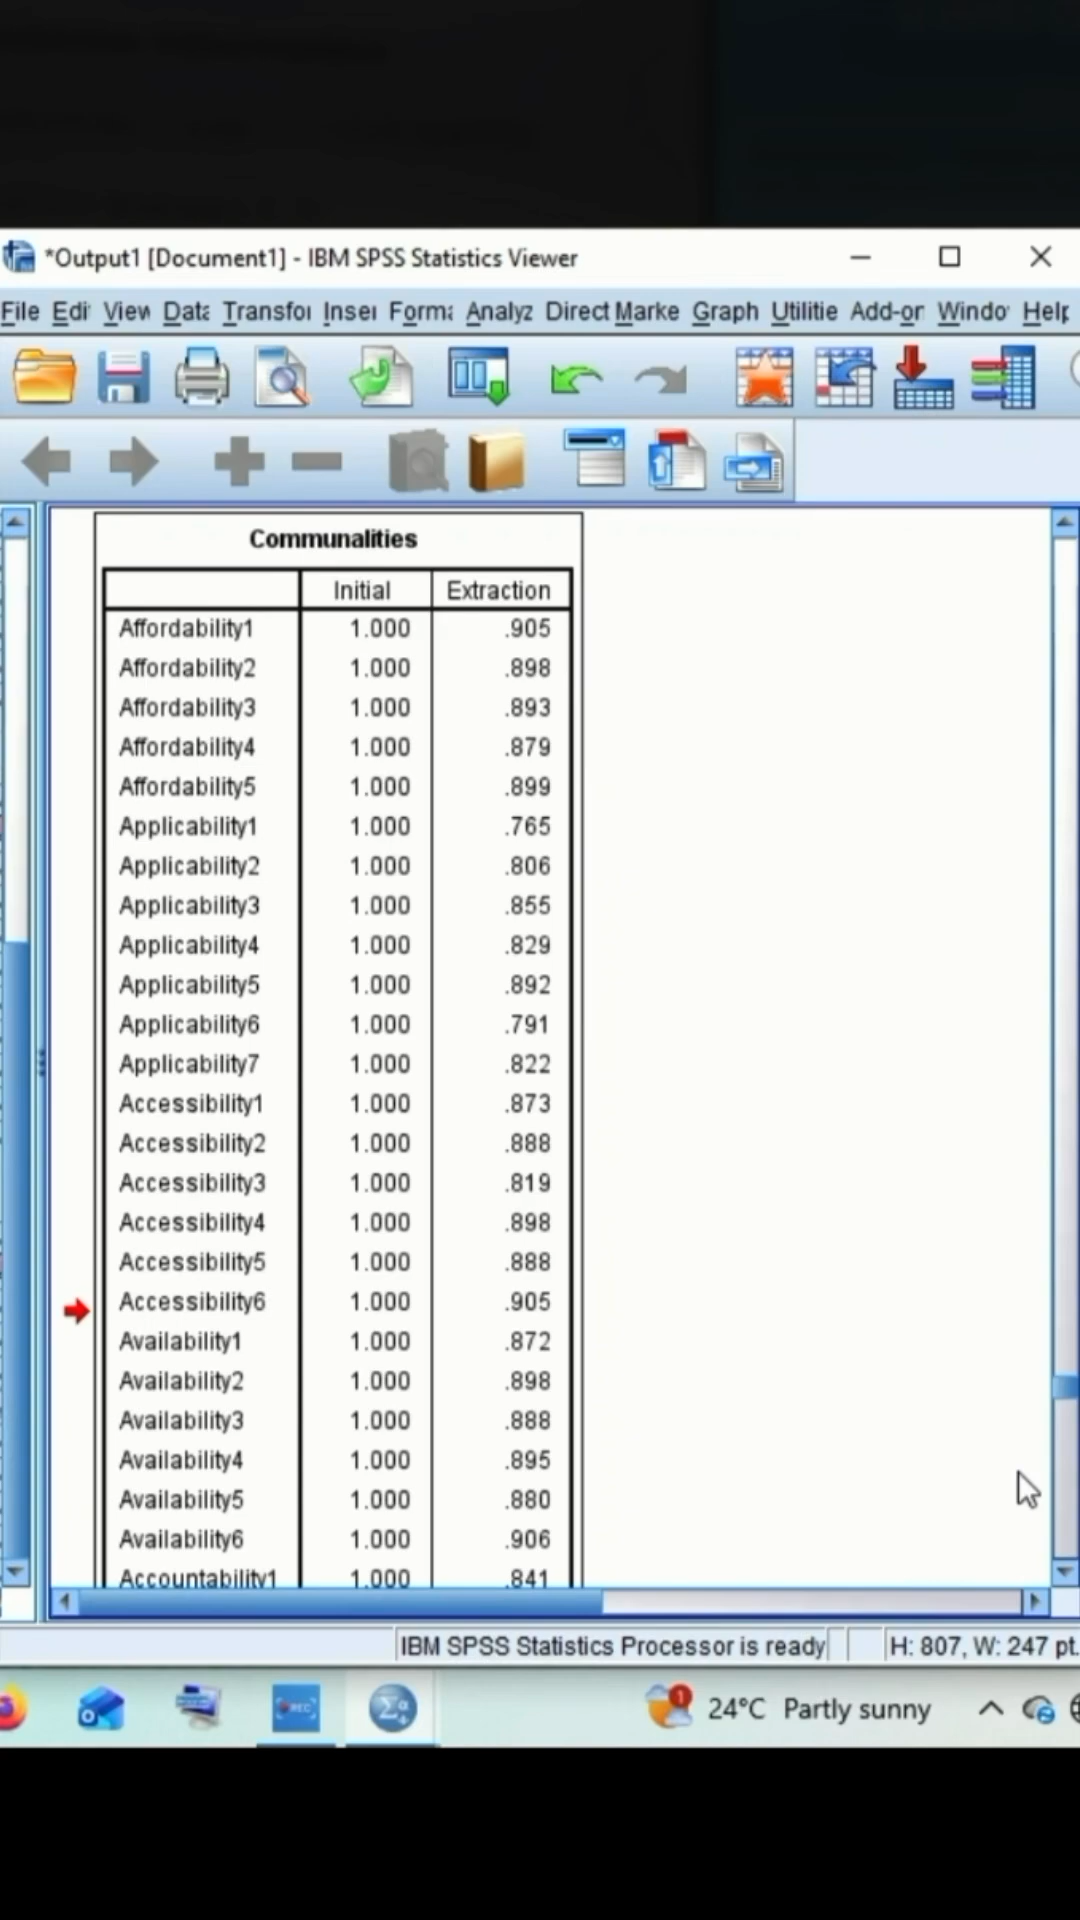 *Output1 [Document1] - IBM SPSS Statistics Viewer
File Edi View Data Transfor Inser Forma Analyz Direct Marke Graph Utilitie Add-on Windo Help
Communalities
Initial Extraction
Affordability1 1.000 .905
Affordability2 1.000 .898
Affordability3 1.000 .893
Affordability4 1.000 .879
Affordability5 1.000 .899
Applicability1 1.000 .765
Applicability2 1.000 .806
Applicability3 1.000 .855
Applicability4 1.000 .829
Applicability5 1.000 .892
Applicability6 1.000 .791
Applicability7 1.000 .822
Accessibility1 1.000 .873
Accessibility2 1.000 .888
Accessibility3 1.000 .819
Accessibility4 1.000 .898
Accessibility5 1.000 .888
Accessibility6 1.000 .905
Availability1 1.000 .872
Availability2 1.000 .898
Availability3 1.000 .888
Availability4 1.000 .895
Availability5 1.000 .880
Availability6 1.000 .906
Accountability1 1.000 .841
IBM SPSS Statistics Processor is ready H: 807, W: 247 pt.
REC 1 24°C Partly sunny